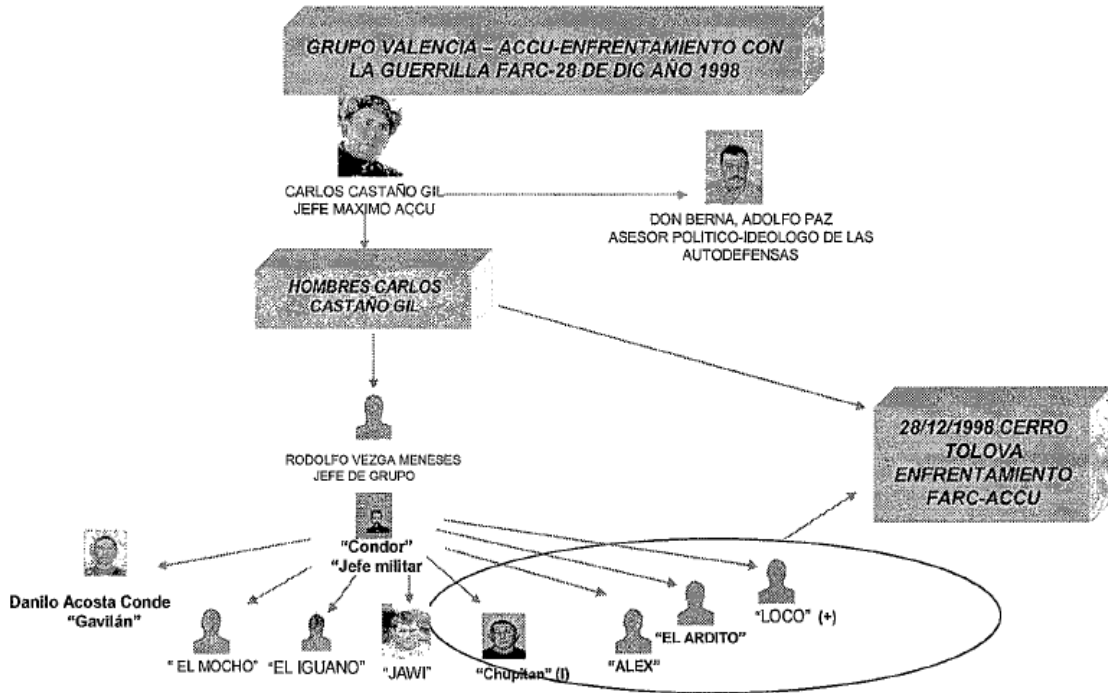 GRUPO VALENCIA – ACCU-ENFRENTAMIENTO CON
LA GUERRILLA FARC-28 DE DIC AÑO 1998
CARLOS CASTAÑO GIL
JEFE MAXIMO ACCU
DON BERNA, ADOLFO PAZ
ASESOR POLITICO-IDEOLOGO DE LAS
AUTODEFENSAS
HOMBRES CARLOS
CASTAÑO GIL
28/12/1998 CERRO
TOLOVA
ENFRENTAMIENTO
FARC-ACCU
RODOLFO VEZGA MENESES
JEFE DE GRUPO
“Condor”
“Jefe militar
Danilo Acosta Conde
“Gavilán”
“ EL MOCHO”
“EL IGUANO”
“JAWI”
“Chupitan” (I)
“ALEX”
“EL ARDITO”
“LOCO” (+)